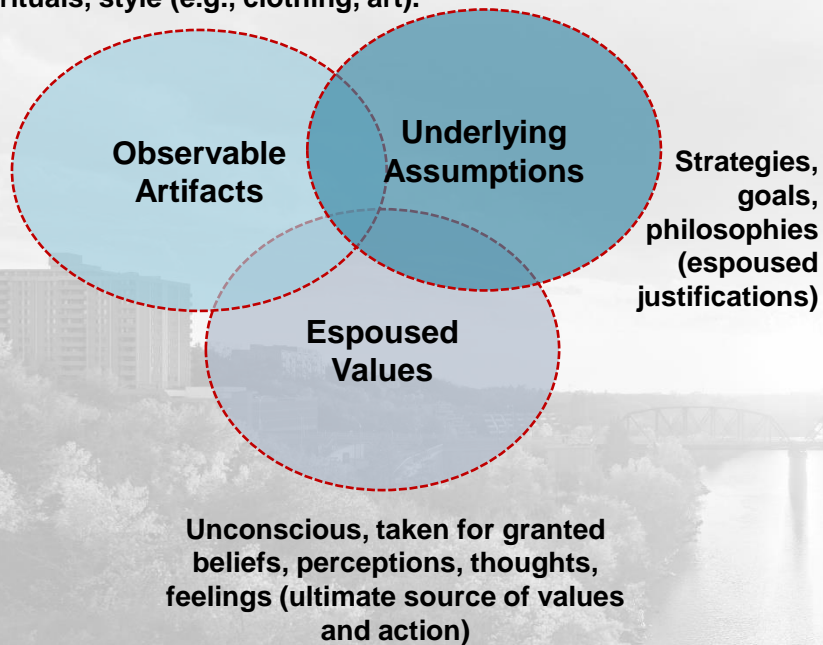 rituals, style (e.g., clothing, art).
Observable
Artifacts
Underlying
Assumptions
Strategies,
goals,
philosophies
(espoused
justifications)
Espoused
Values
Unconscious, taken for granted
beliefs, perceptions, thoughts,
feelings (ultimate source of values
and action)